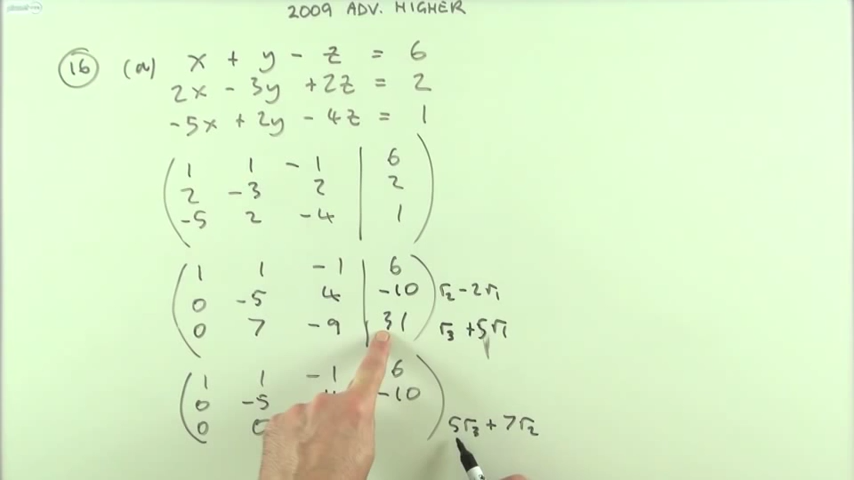 2009 ADV. HIGHER
16 (a) x + y - z = 6
2x - 3y + 2z = 2
-5x + 2y - 4z = 1
1 1 -1 | 6
2 -3 2 | 2
-5 2 -4 | 1
1 1 -1 | 6
0 -5 4 | -10 r₂ - 2r₁
0 7 -9 | 31 r₃ + 5r₁
1 1 -1 6
0 -5 -10
0 5r₃ + 7r₂